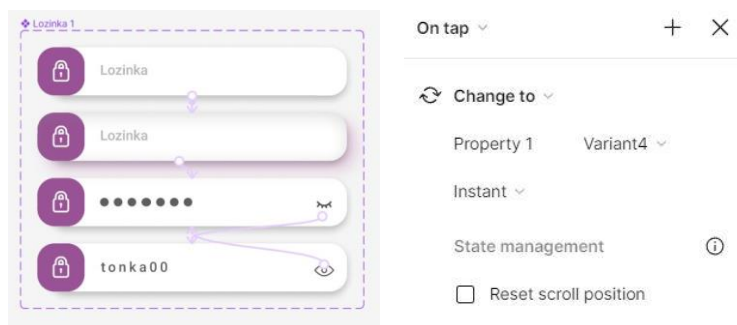 Lozinka 1
Lozinka
Lozinka
tonka00
On tap
Change to
Property 1 Variant4
Instant
State management
Reset scroll position